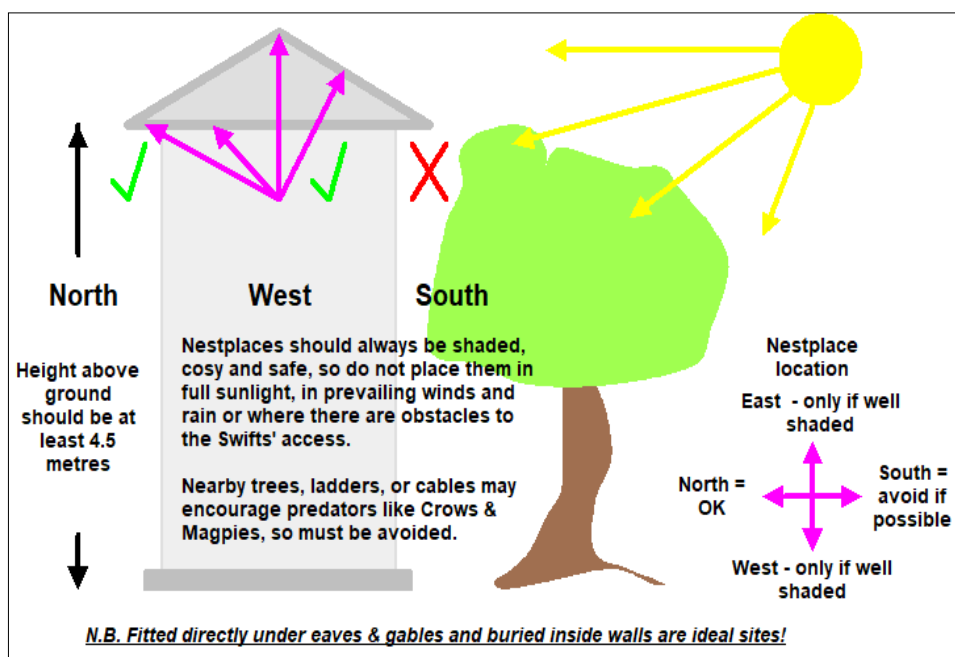 North
West
South
Height above
ground
should be at
least 4.5
metres
Nestplaces should always be shaded,
cosy and safe, so do not place them in
full sunlight, in prevailing winds and
rain or where there are obstacles to
the Swifts' access.
Nearby trees, ladders, or cables may
encourage predators like Crows &
Magpies, so must be avoided.
Nestplace
location
East - only if well
shaded
North =
OK
South =
avoid if
possible
West - only if well
shaded
N.B. Fitted directly under eaves & gables and buried inside walls are ideal sites!